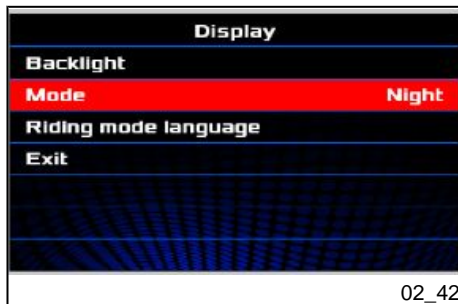 Display
Backlight
Mode Night
Riding mode language
Exit
02_42